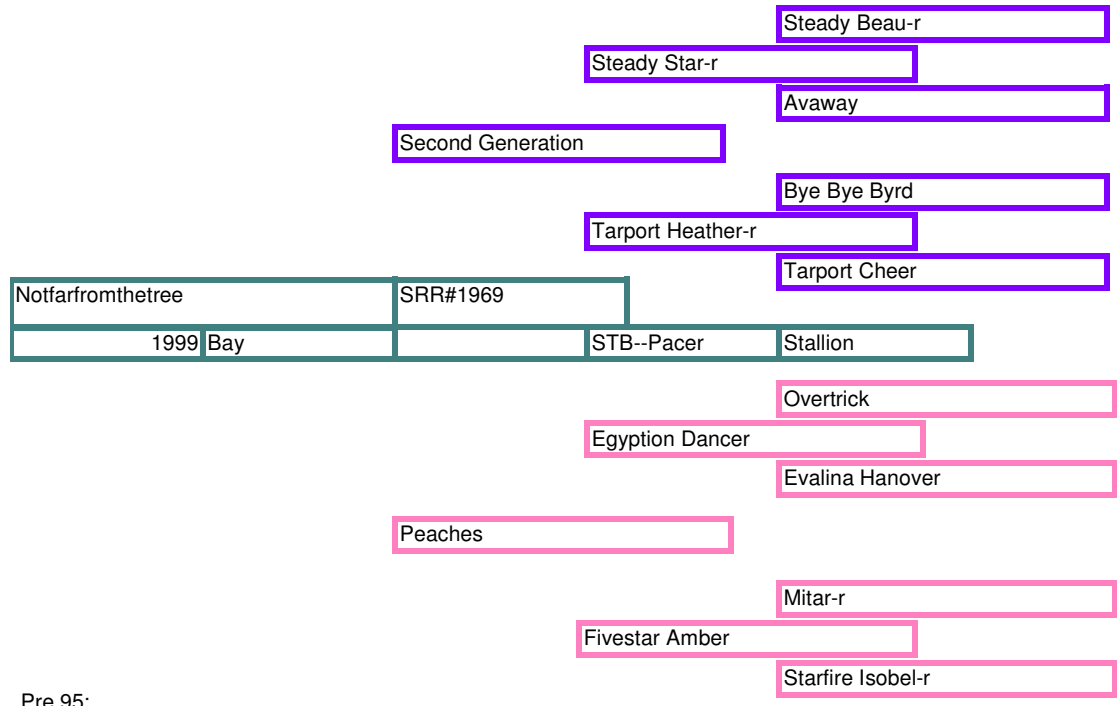 Steady Beau-r
Steady Star-r
Avaway
Second Generation
Bye Bye Byrd
Tarport Heather-r
Tarport Cheer
Notfarfromthetree SRR#1969
1999 Bay STB--Pacer Stallion
Overtrick
Egyption Dancer
Evalina Hanover
Peaches
Mitar-r
Fivestar Amber
Starfire Isobel-r
Pre 95: